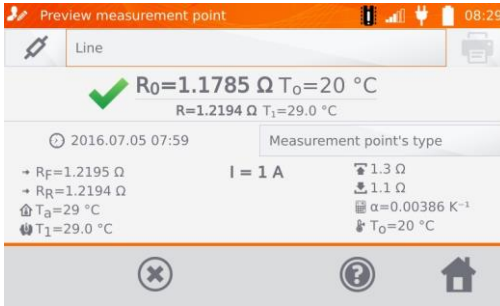 Preview measurement point
08:29
Line
R0=1.1785 Ω To=20 °C
R=1.2194 Ω T1=29.0 °C
2016.07.05 07:59
Measurement point's type
RF=1.2195 Ω
RR=1.2194 Ω
Ta=29 °C
T1=29.0 °C
I = 1 A
1.3 Ω
1.1 Ω
α=0.00386 K⁻¹
To=20 °C